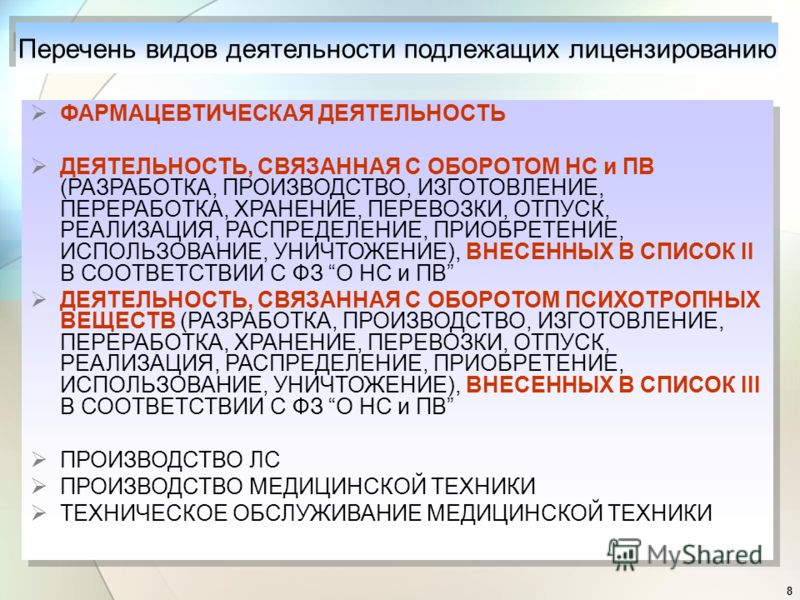 Перечень видов деятельности подлежащих лицензированию
ФАРМАЦЕВТИЧЕСКАЯ ДЕЯТЕЛЬНОСТЬ
ДЕЯТЕЛЬНОСТЬ, СВЯЗАННАЯ С ОБОРОТОМ НС и ПВ
(РАЗРАБОТКА, ПРОИЗВОДСТВО, ИЗГОТОВЛЕНИЕ,
ПЕРЕРАБОТКА, ХРАНЕНИЕ, ПЕРЕВОЗКИ, ОТПУСК,
РЕАЛИЗАЦИЯ, РАСПРЕДЕЛЕНИЕ, ПРИОБРЕТЕНИЕ,
ИСПОЛЬЗОВАНИЕ, УНИЧТОЖЕНИЕ), ВНЕСЕННЫХ В СПИСОК II
В СООТВЕТСТВИИ С ФЗ “О НС и ПВ”
ДЕЯТЕЛЬНОСТЬ, СВЯЗАННАЯ С ОБОРОТОМ ПСИХОТРОПНЫХ
ВЕЩЕСТВ (РАЗРАБОТКА, ПРОИЗВОДСТВО, ИЗГОТОВЛЕНИЕ,
ПЕРЕРАБОТКА, ХРАНЕНИЕ, ПЕРЕВОЗКИ, ОТПУСК,
РЕАЛИЗАЦИЯ, РАСПРЕДЕЛЕНИЕ, ПРИОБРЕТЕНИЕ,
ИСПОЛЬЗОВАНИЕ, УНИЧТОЖЕНИЕ), ВНЕСЕННЫХ В СПИСОК III
В СООТВЕТСТВИИ С ФЗ “О НС и ПВ”
ПРОИЗВОДСТВО ЛС
ПРОИЗВОДСТВО МЕДИЦИНСКОЙ ТЕХНИКИ
ТЕХНИЧЕСКОЕ ОБСЛУЖИВАНИЕ МЕДИЦИНСКОЙ ТЕХНИКИ
MyShared
8